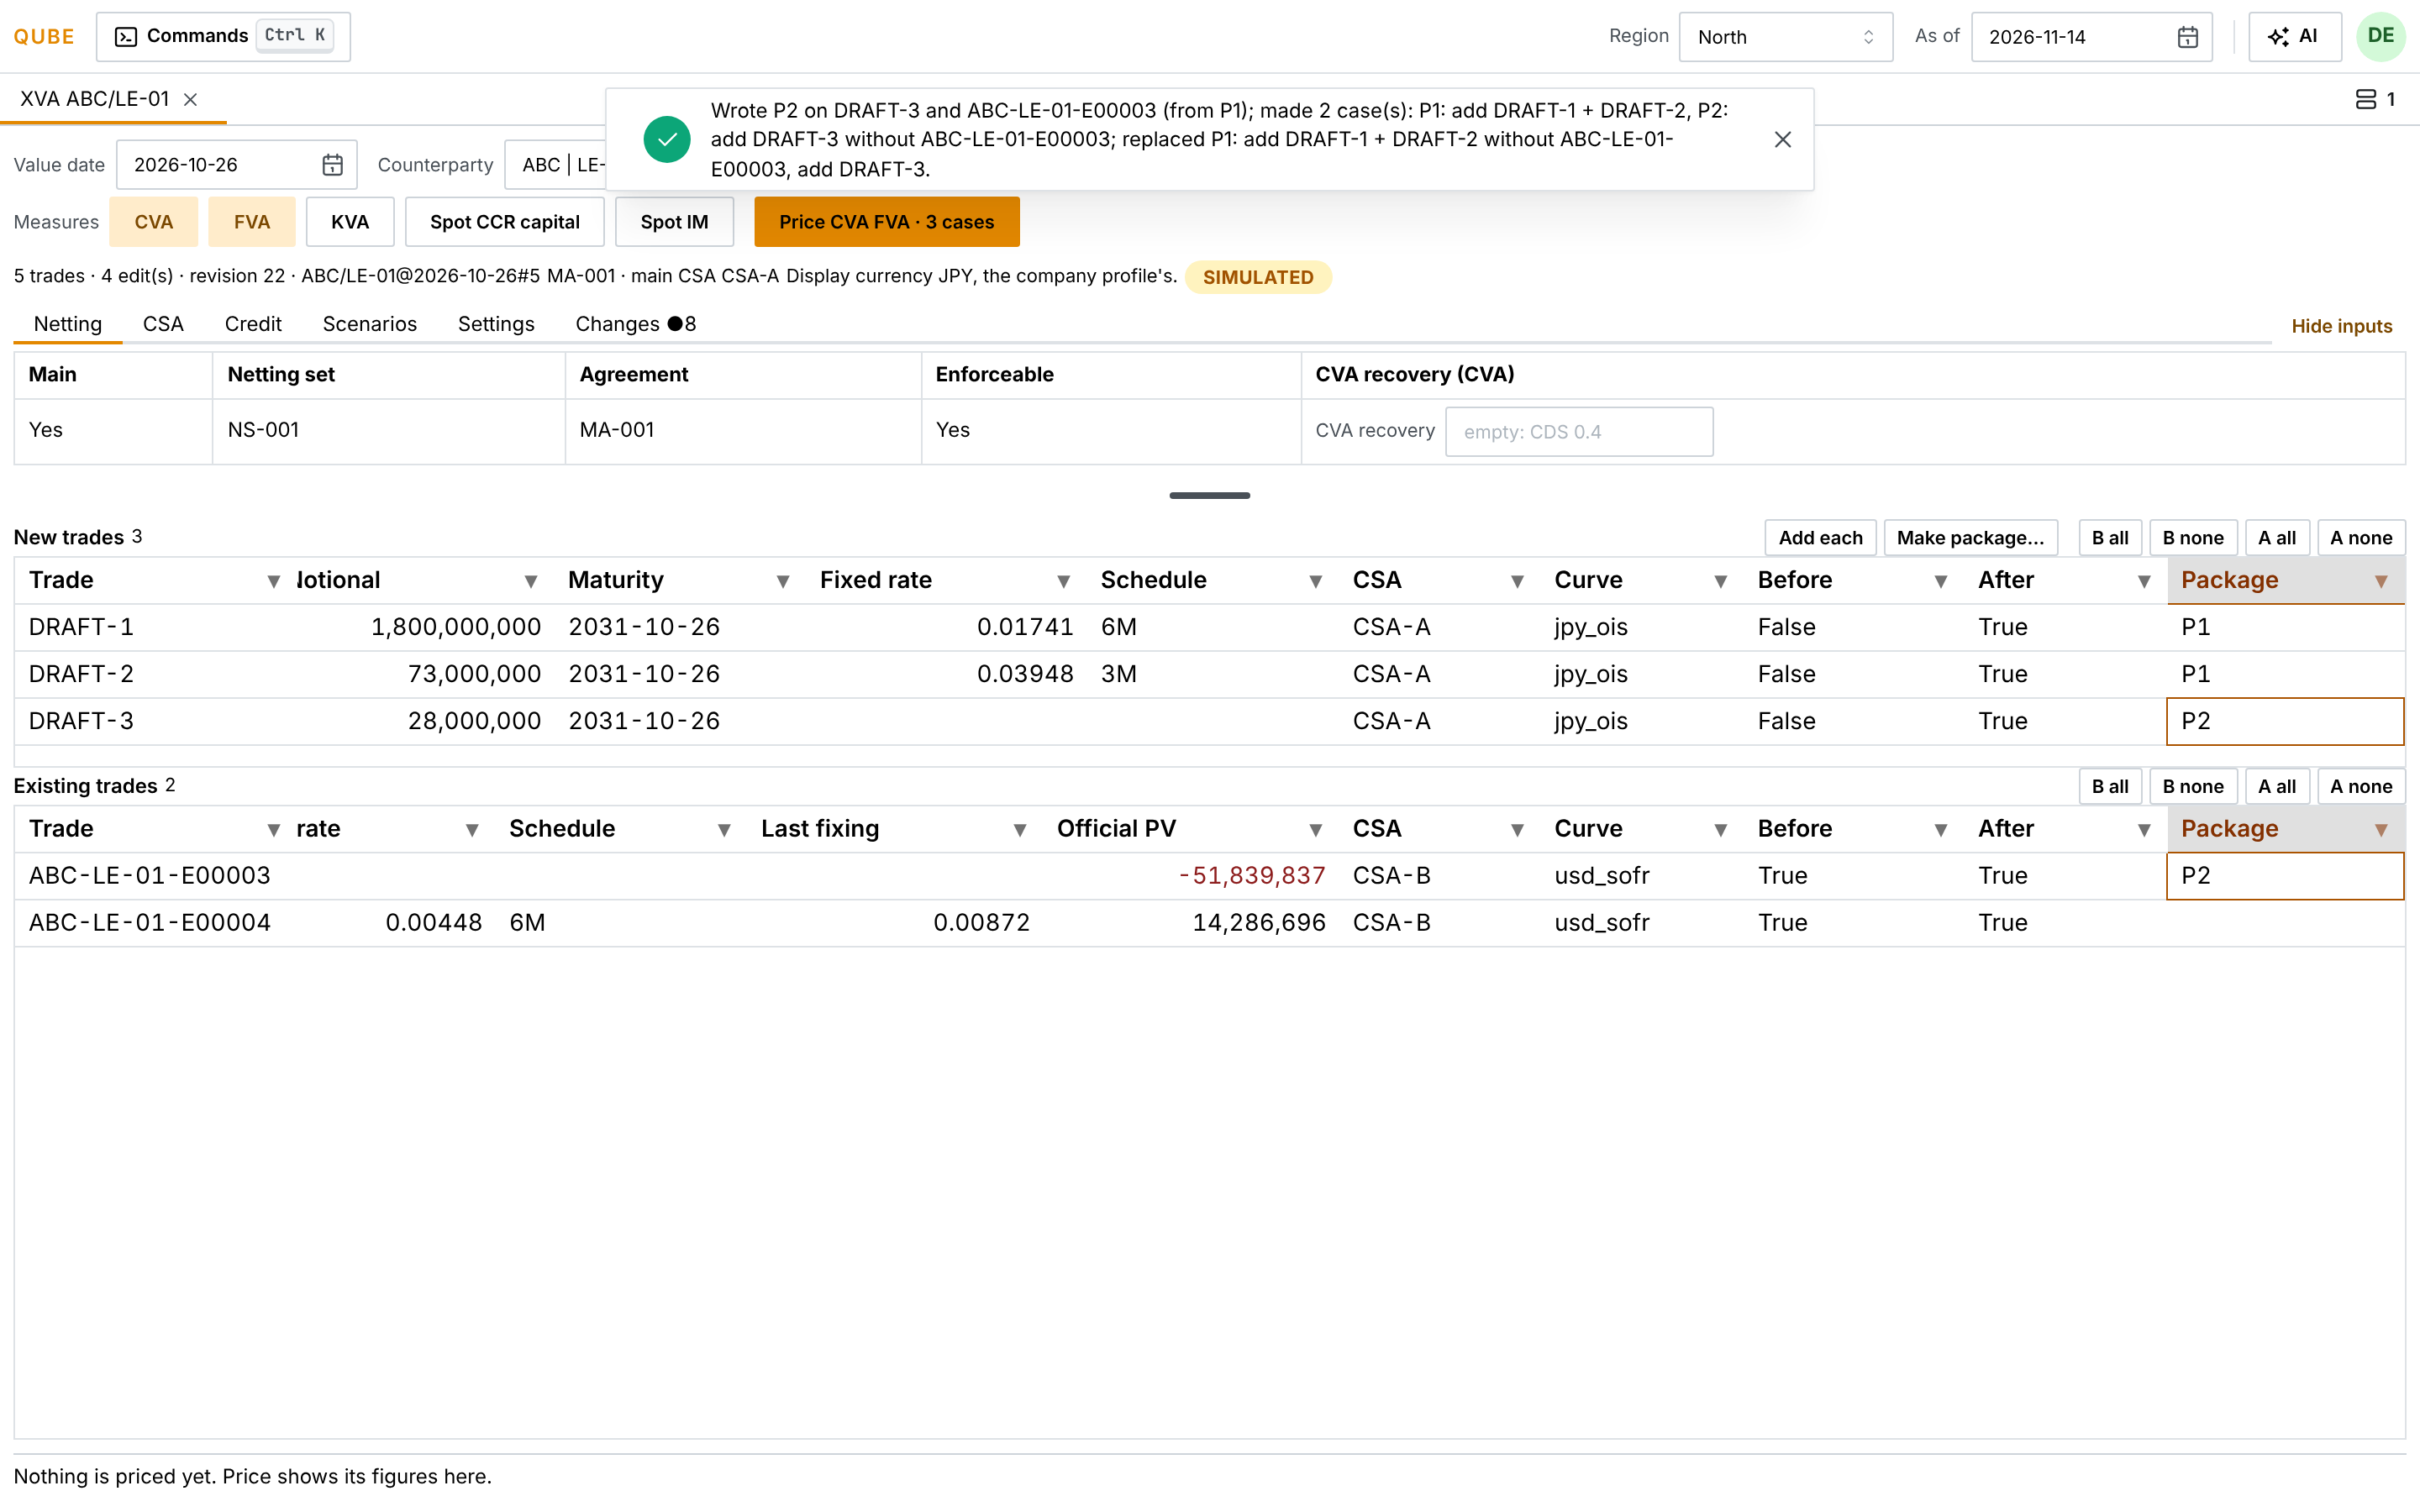 QUBE Commands Ctrl K Region North As of 2026-11-14 AI DE
XVA ABC/LE-01 1
Wrote P2 on DRAFT-3 and ABC-LE-01-E00003 (from P1); made 2 case(s): P1: add DRAFT-1 + DRAFT-2, P2:
add DRAFT-3 without ABC-LE-01-E00003; replaced P1: add DRAFT-1 + DRAFT-2 without ABC-LE-01-
E00003, add DRAFT-3.
Value date 2026-10-26 Counterparty ABC | LE-
Measures CVA FVA KVA Spot CCR capital Spot IM Price CVA FVA · 3 cases
5 trades · 4 edit(s) · revision 22 · ABC/LE-01@2026-10-26#5 MA-001 · main CSA CSA-A Display currency JPY, the company profile's. SIMULATED
Netting CSA Credit Scenarios Settings Changes ●8 Hide inputs
Main Netting set Agreement Enforceable CVA recovery (CVA)
Yes NS-001 MA-001 Yes CVA recovery empty: CDS 0.4
New trades 3 Add each Make package... B all B none A all A none
Trade Notional Maturity Fixed rate Schedule CSA Curve Before After Package
DRAFT-1 1,800,000,000 2031-10-26 0.01741 6M CSA-A jpy_ois False True P1
DRAFT-2 73,000,000 2031-10-26 0.03948 3M CSA-A jpy_ois False True P1
DRAFT-3 28,000,000 2031-10-26 CSA-A jpy_ois False True P2
Existing trades 2 B all B none A all A none
Trade rate Schedule Last fixing Official PV CSA Curve Before After Package
ABC-LE-01-E00003 -51,839,837 CSA-B usd_sofr True True P2
ABC-LE-01-E00004 0.00448 6M 0.00872 14,286,696 CSA-B usd_sofr True True
Nothing is priced yet. Price shows its figures here.